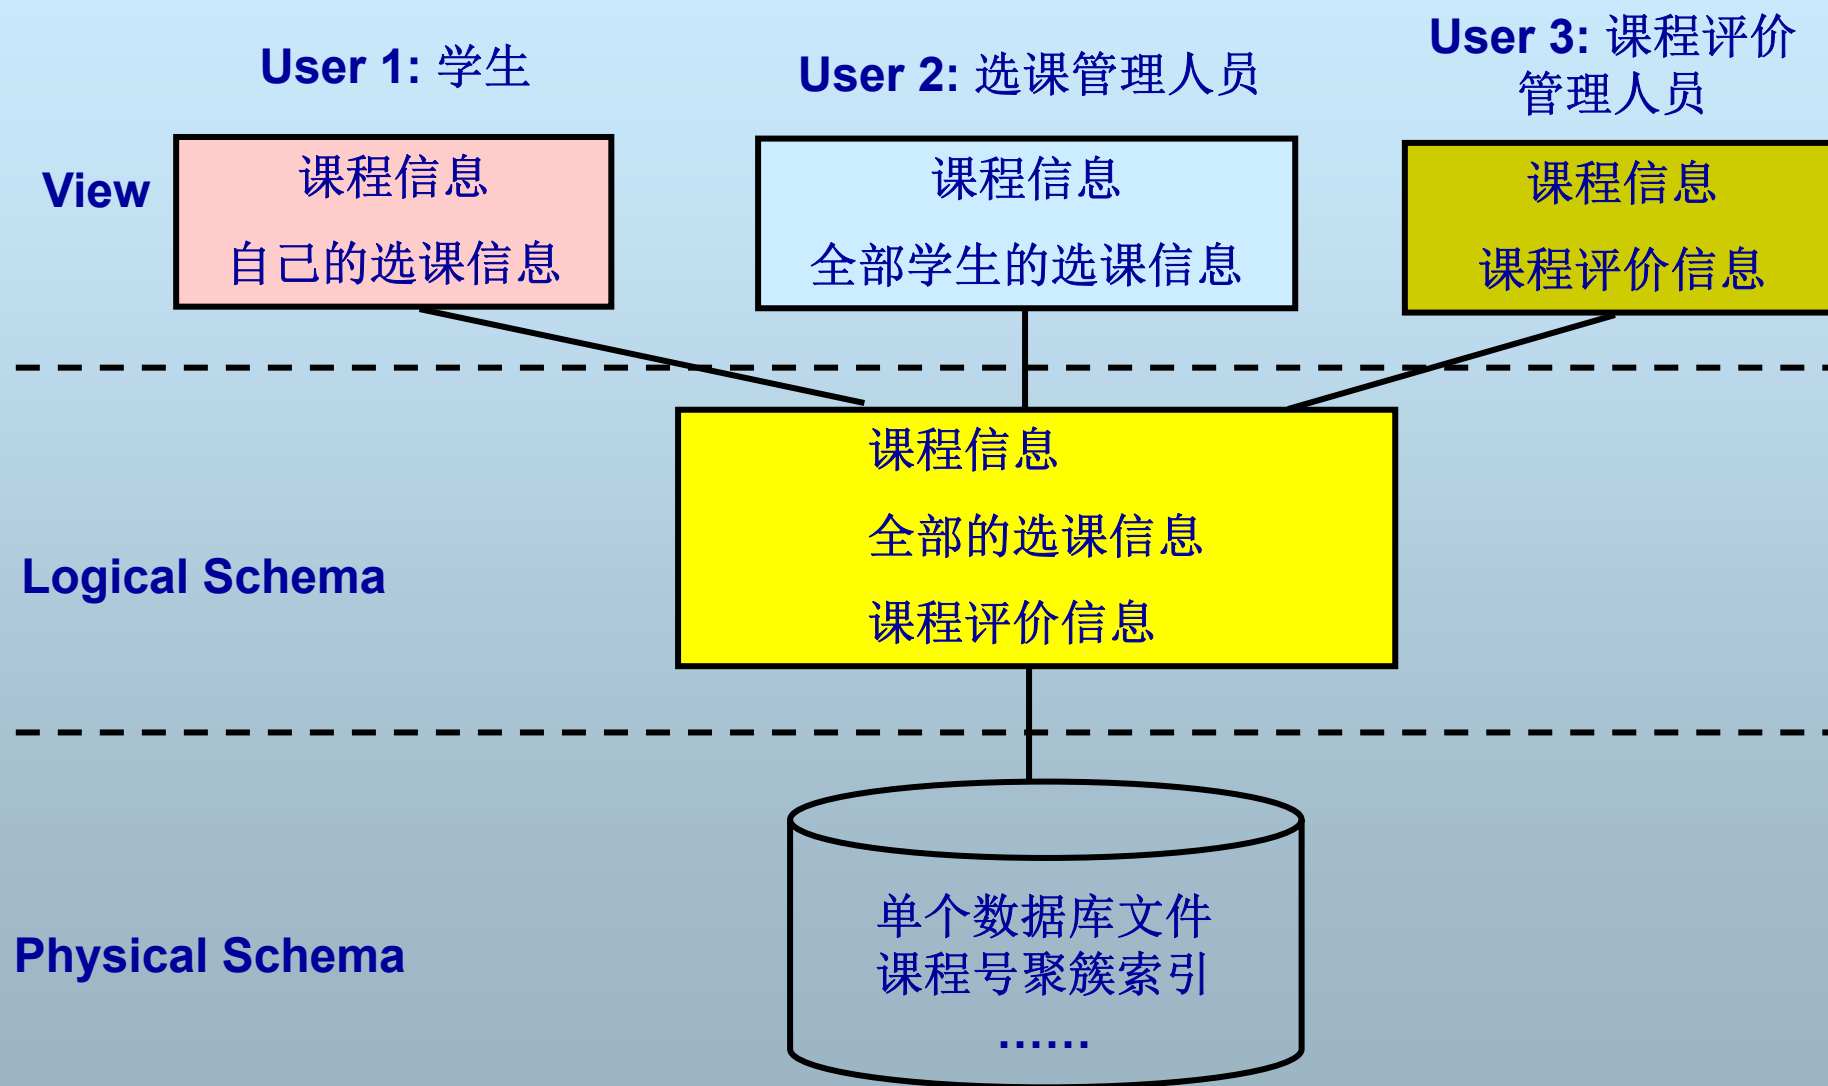 User 1: 学生
User 2: 选课管理人员
User 3: 课程评价
管理人员
View
课程信息
自己的选课信息
课程信息
全部学生的选课信息
课程信息
课程评价信息
Logical Schema
课程信息
全部的选课信息
课程评价信息
Physical Schema
单个数据库文件
课程号聚簇索引
……